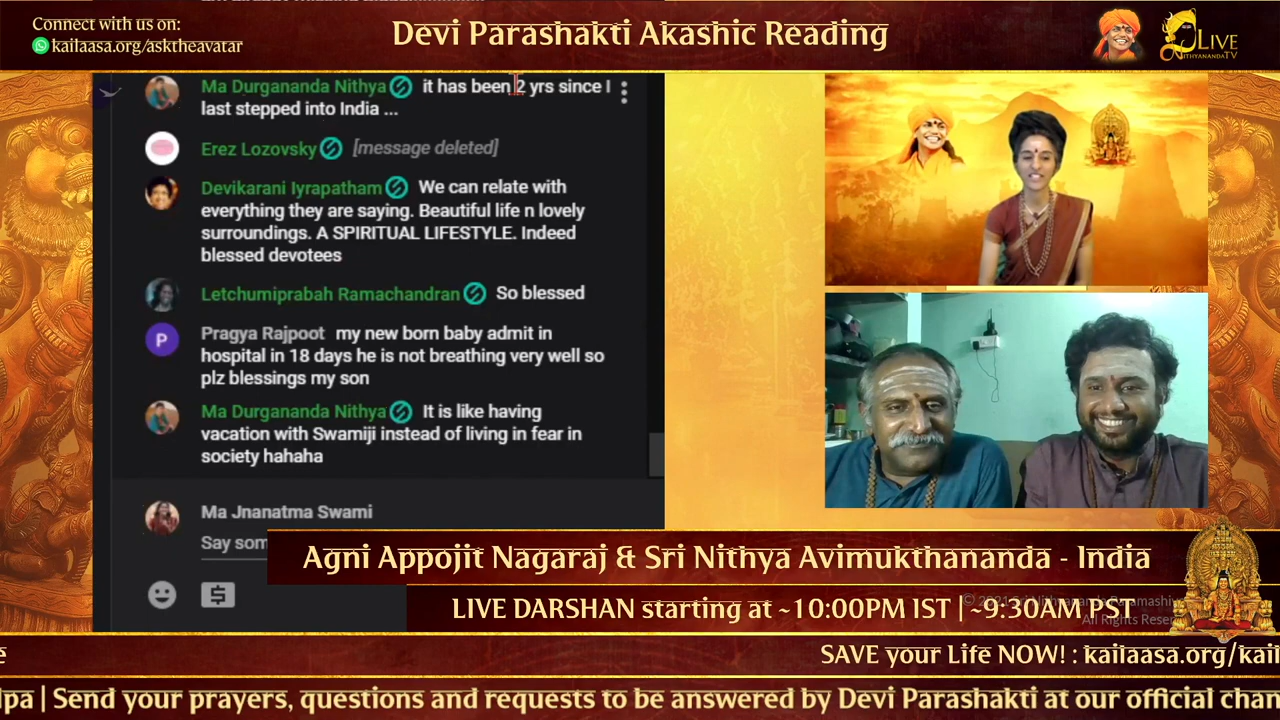 Connect with us on:
kailaasa.org/asktheavatar
Devi Parashakti Akashic Reading
LIVE
NITHYANANDATV
Ma Durgananda Nithya it has been 2 yrs since I
last stepped into India ...
Erez Lozovsky [message deleted]
Devikarani Iyrapatham We can relate with
everything they are saying. Beautiful life n lovely
surroundings. A SPIRITUAL LIFESTYLE. Indeed
blessed devotees
Letchumiprabah Ramachandran So blessed
P
Pragya Rajpoot my new born baby admit in
hospital in 18 days he is not breathing very well so
plz blessings my son
Ma Durgananda Nithya It is like having
vacation with Swamiji instead of living in fear in
society hahaha
Ma Jnanatma Swami
Say som
Agni Appojit Nagaraj & Sri Nithya Avimukthananda - India
LIVE DARSHAN starting at ~10:00PM IST | ~9:30AM PST
All Rights Reser
e
SAVE your Life NOW! : kailaasa.org/kail
lpa | Send your prayers, questions and requests to be answered by Devi Parashakti at our official chan